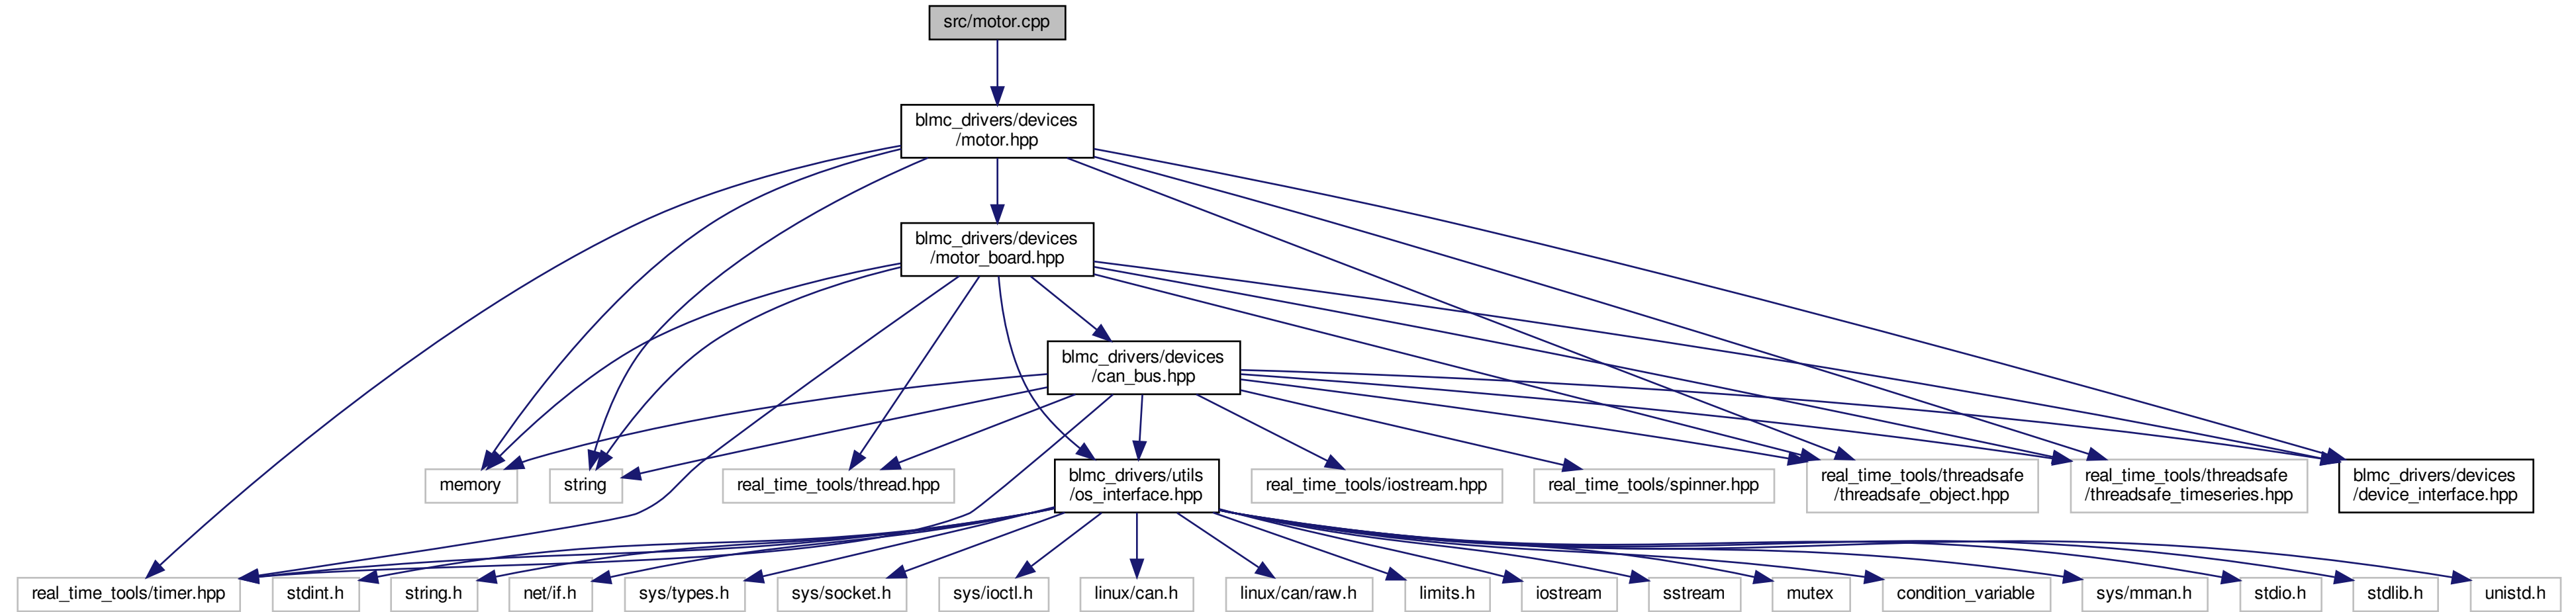 src/motor.cpp
blmc_drivers/devices
/motor.hpp
blmc_drivers/devices
/motor_board.hpp
blmc_drivers/devices
/can_bus.hpp
memory
string
real_time_tools/thread.hpp
blmc_drivers/utils
/os_interface.hpp
real_time_tools/iostream.hpp
real_time_tools/spinner.hpp
real_time_tools/threadsafe
/threadsafe_object.hpp
real_time_tools/threadsafe
/threadsafe_timeseries.hpp
blmc_drivers/devices
/device_interface.hpp
real_time_tools/timer.hpp
stdint.h
string.h
net/if.h
sys/types.h
sys/socket.h
sys/ioctl.h
linux/can.h
linux/can/raw.h
limits.h
iostream
sstream
mutex
condition_variable
sys/mman.h
stdio.h
stdlib.h
unistd.h